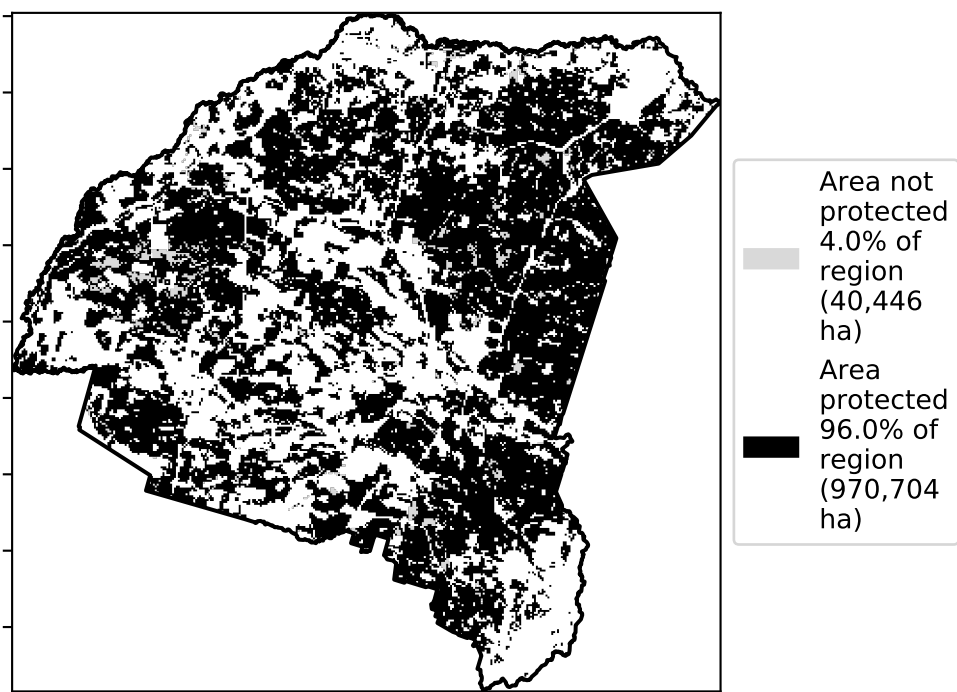 Area not
protected
4.0% of
region
(40,446
ha)
Area
protected
96.0% of
region
(970,704
ha)